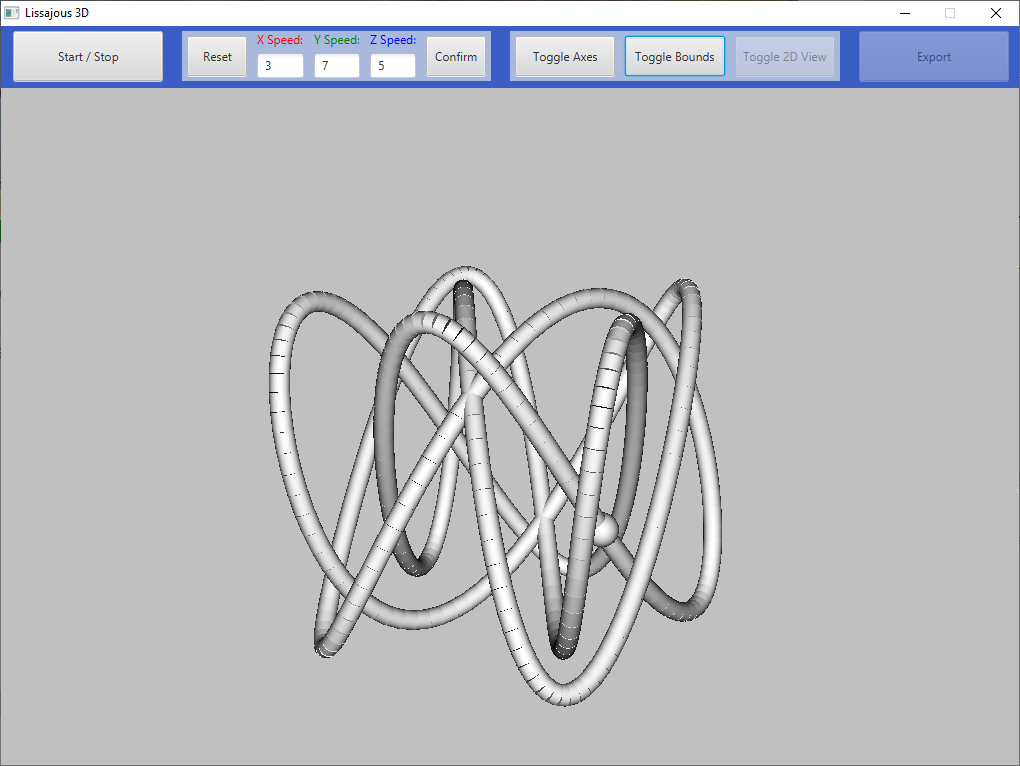 Lissajous 3D
Start / Stop
Reset
X Speed: Y Speed: Z Speed:
3 7 5
Confirm
Toggle Axes
Toggle Bounds
Toggle 2D View
Export